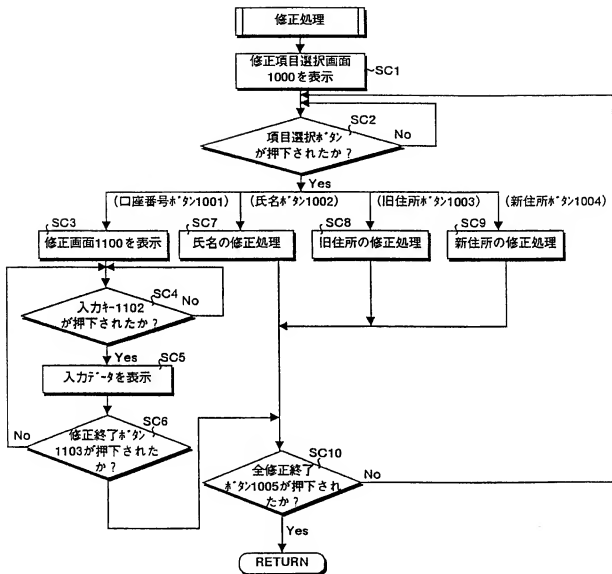 修正処理
修正項目選択画面
1000を表示
SC1
SC2
項目選択ﾎﾞﾀﾝ
が押下されたか？
No
Yes
(口座番号ﾎﾞﾀﾝ1001)
(氏名ﾎﾞﾀﾝ1002)
(旧住所ﾎﾞﾀﾝ1003)
(新住所ﾎﾞﾀﾝ1004)
SC3
修正画面1100を表示
SC7
氏名の修正処理
SC8
旧住所の修正処理
SC9
新住所の修正処理
SC4
No
入力ｷｰ1102
が押下されたか？
Yes
SC5
入力ﾃﾞｰﾀを表示
SC6
No
修正終了ﾎﾞﾀﾝ
1103が押下された
か？
SC10
全修正終了
ﾎﾞﾀﾝ1005が押下され
たか？
No
Yes
RETURN